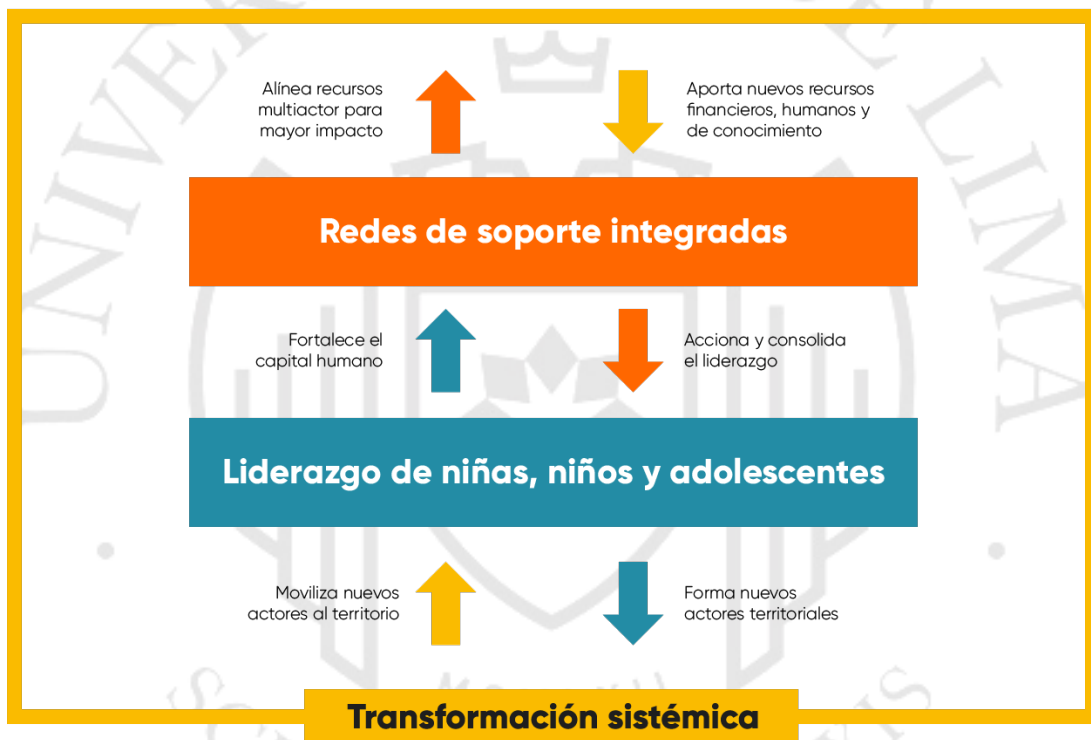 Alínea recursos
multiactor para
mayor impacto
Aporta nuevos recursos
financieros, humanos y
de conocimiento
Redes de soporte integradas
Fortalece el
capital humano
Acciona y consolida
el liderazgo
Liderazgo de niñas, niños y adolescentes
Moviliza nuevos
actores al territorio
Forma nuevos
actores territoriales
Transformación sistémica